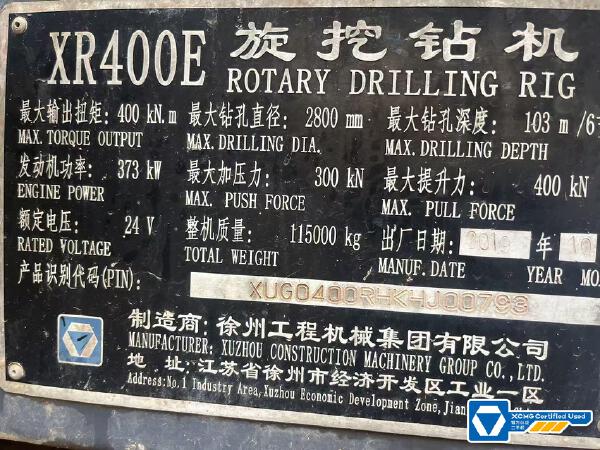 XR400E 旋挖钻机
ROTARY DRILLING RIG
最大输出扭矩: 400 kN.m 最大钻孔直径: 2800 mm 最大钻孔深度: 103 m /6
MAX. TORQUE OUTPUT MAX. DRILLING DIA. MAX. DRILLING DEPTH
发动机功率: 373 kW 最大加压力: 300 kN 最大提升力: 400 kN
ENGINE POWER MAX. PUSH FORCE MAX. PULL FORCE
额定电压: 24 V 整机质量: 115000 kg 出厂日期: 2019 年 10
RATED VOLTAGE TOTAL WEIGHT MANUF. DATE YEAR MO
产品识别代码(PIN): XUG0400RHKHJ00793
制造商: 徐州工程机械集团有限公司
MANUFACTURER: XUZHOU CONSTRUCTION MACHINERY GROUP CO., LTD.
地 址: 江苏省徐州市经济开发区工业一区
Address: No.1 Industry Area, Xuzhou Economic Development Zone, Jian
XCMG Certified Used